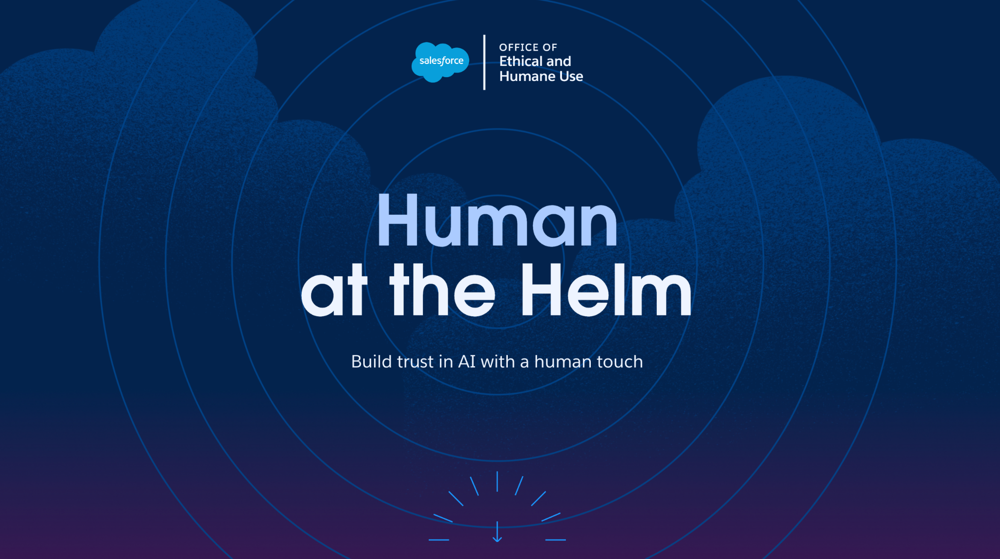 salesforce
OFFICE OF
Ethical and
Humane Use
Human
at the Helm
Build trust in AI with a human touch